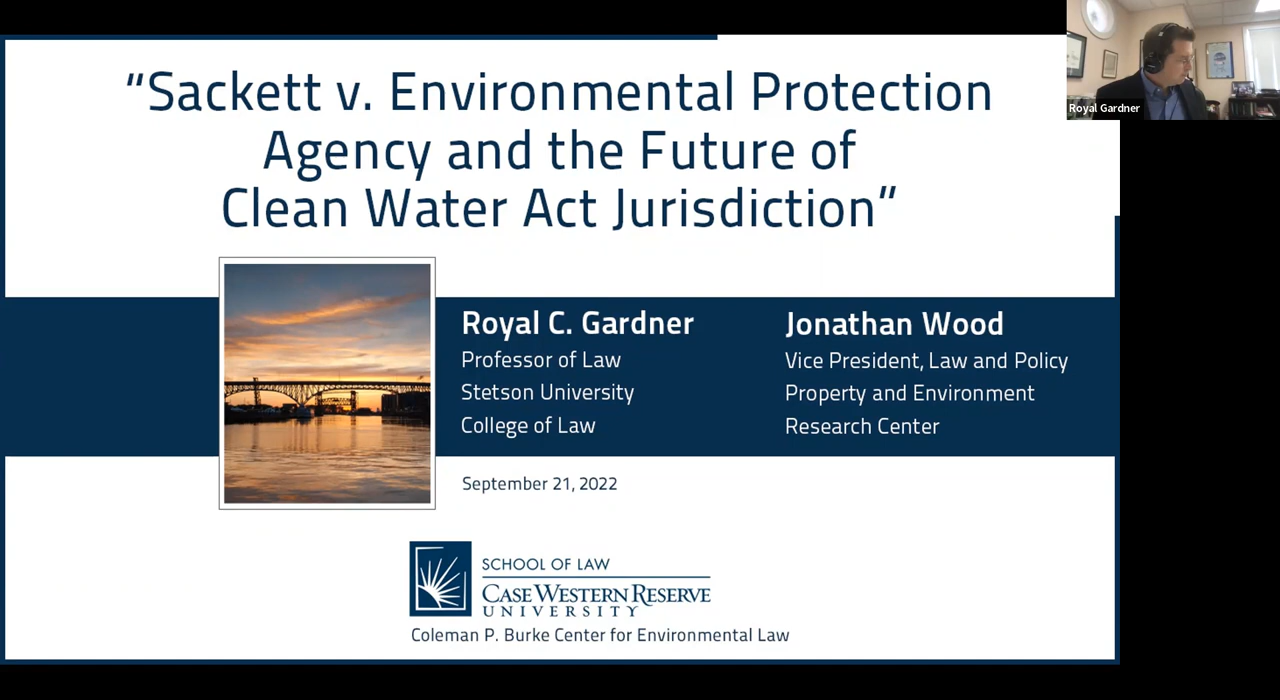 “Sackett v. Environmental Protection
Agency and the Future of
Clean Water Act Jurisdiction”
Royal Gardner
Royal C. Gardner
Professor of Law
Stetson University
College of Law
Jonathan Wood
Vice President, Law and Policy
Property and Environment
Research Center
September 21, 2022
SCHOOL OF LAW
CASE WESTERN RESERVE
UNIVERSITY
Coleman P. Burke Center for Environmental Law